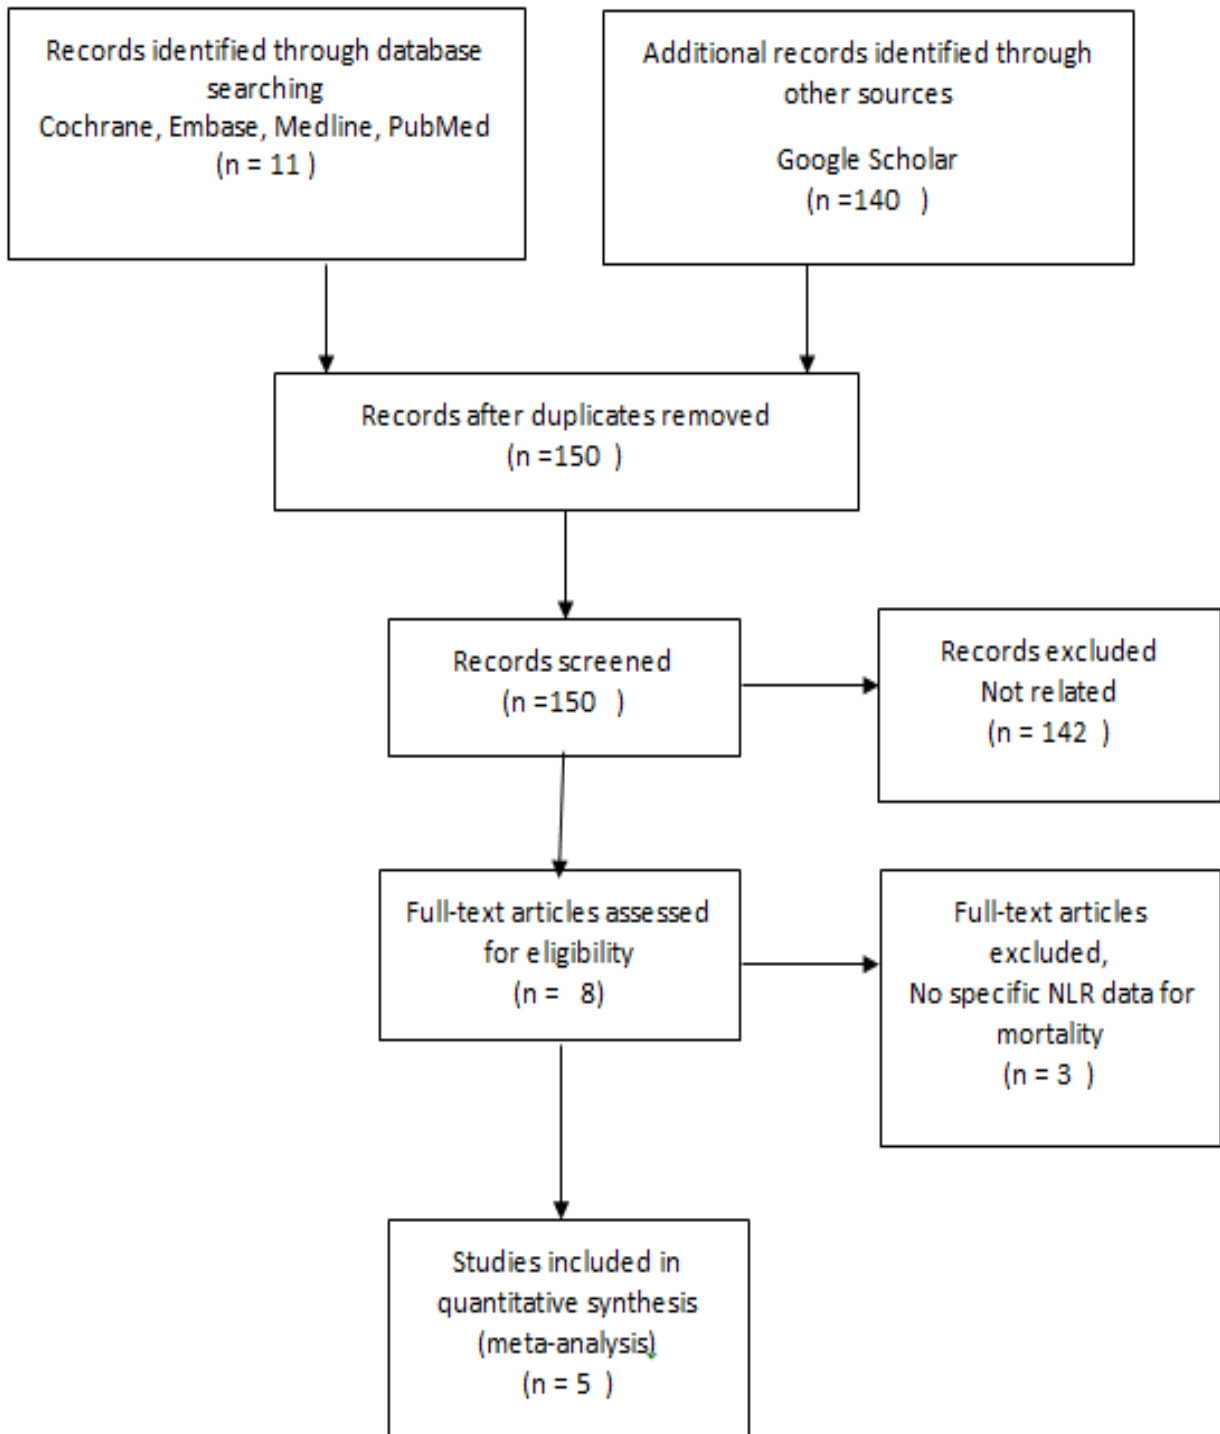 Records identified through database
searching
Cochrane, Embase, Medline, PubMed
(n = 11 )
Additional records identified through
other sources
Google Scholar
(n =140 )
Records after duplicates removed
(n =150 )
Records screened
(n =150 )
Records excluded
Not related
(n = 142 )
Full-text articles assessed
for eligibility
(n = 8)
Full-text articles
excluded,
No specific NLR data for
mortality
(n = 3 )
Studies included in
quantitative synthesis
(meta-analysis)
(n = 5 )